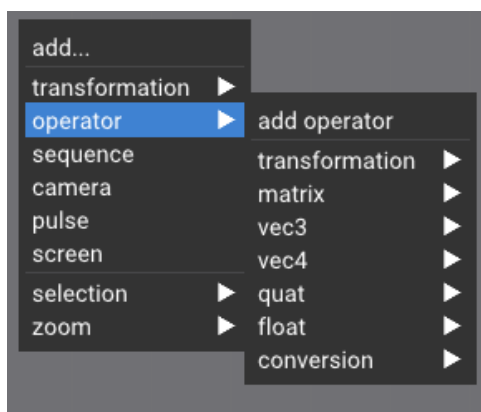 add...
transformation
operator
sequence
camera
pulse
screen
selection
zoom
add operator
transformation
matrix
vec3
vec4
quat
float
conversion